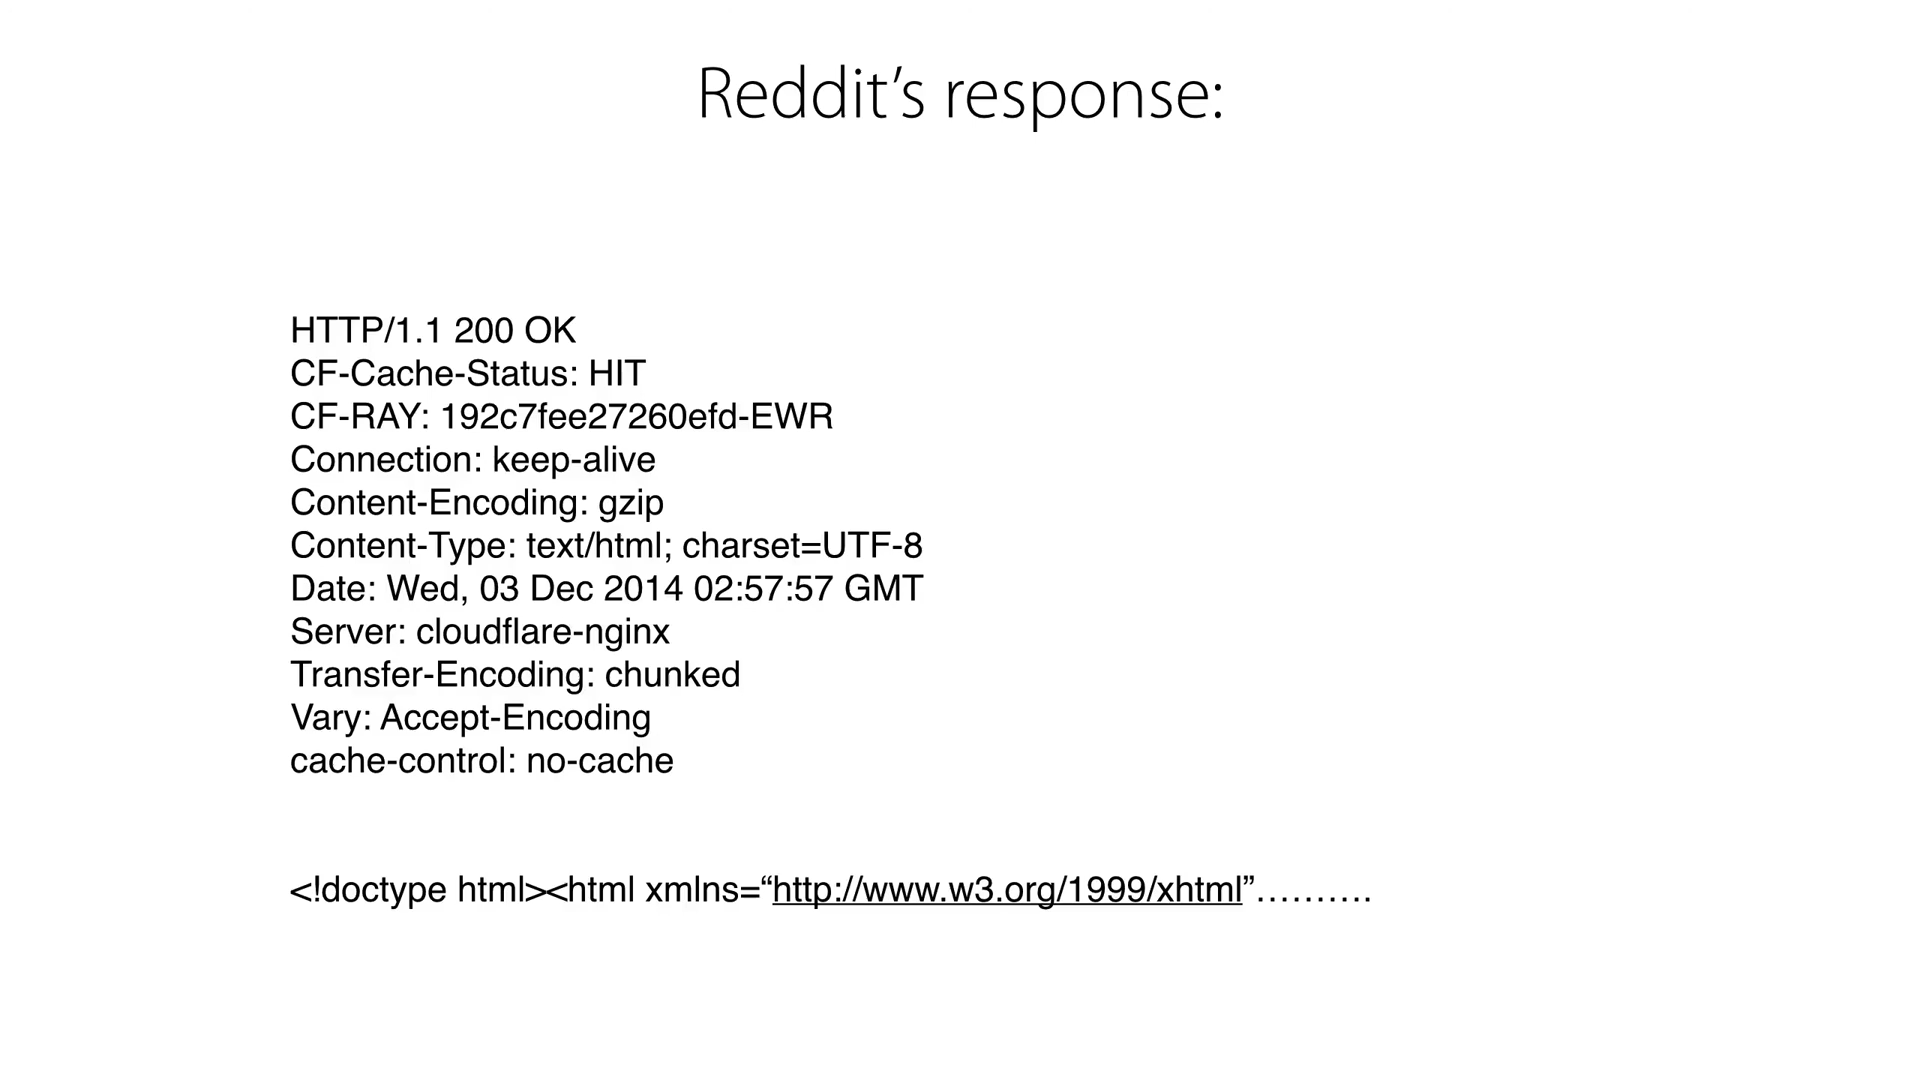 Reddit’s response:
HTTP/1.1 200 OK
CF-Cache-Status: HIT
CF-RAY: 192c7fee27260efd-EWR
Connection: keep-alive
Content-Encoding: gzip
Content-Type: text/html; charset=UTF-8
Date: Wed, 03 Dec 2014 02:57:57 GMT
Server: cloudflare-nginx
Transfer-Encoding: chunked
Vary: Accept-Encoding
cache-control: no-cache
<!doctype html><html xmlns=“http://www.w3.org/1999/xhtml”……….